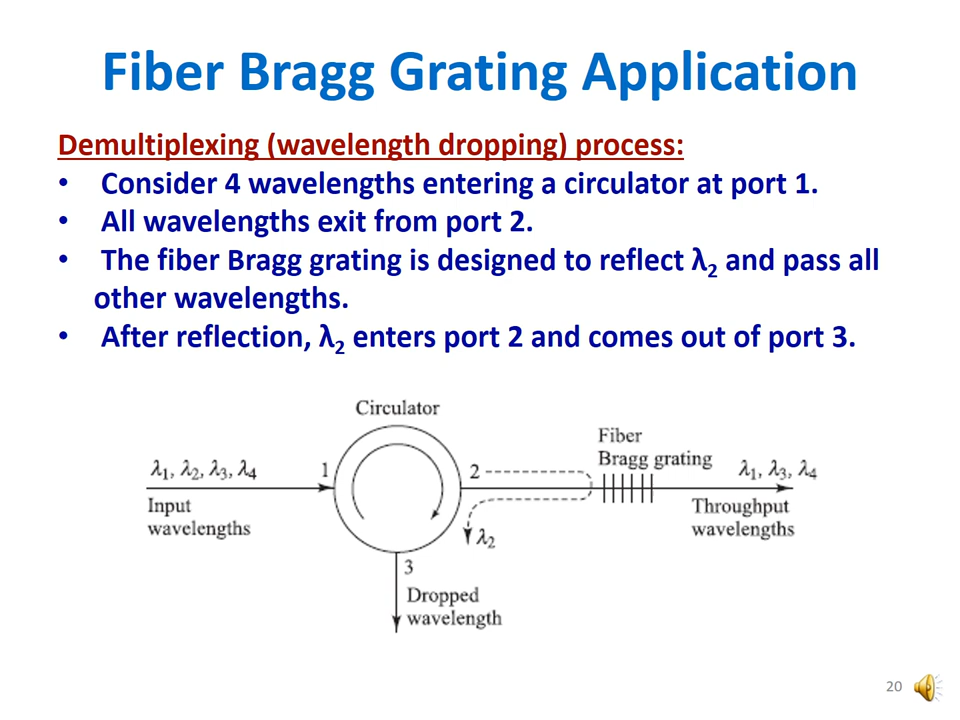 Fiber Bragg Grating Application
Demultiplexing (wavelength dropping) process:
• Consider 4 wavelengths entering a circulator at port 1.
• All wavelengths exit from port 2.
• The fiber Bragg grating is designed to reflect λ₂ and pass all
other wavelengths.
• After reflection, λ₂ enters port 2 and comes out of port 3.
Circulator
Fiber
Bragg grating
λ₁, λ₂, λ₃, λ₄
1
2
λ₁, λ₃, λ₄
Input
wavelengths
Throughput
wavelengths
λ₂
3
Dropped
wavelength
20